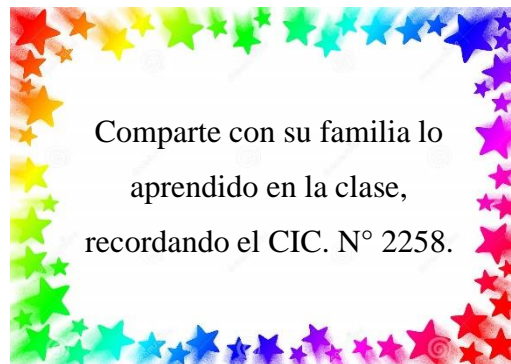 Comparte con su familia lo
aprendido en la clase,
recordando el CIC. N° 2258.